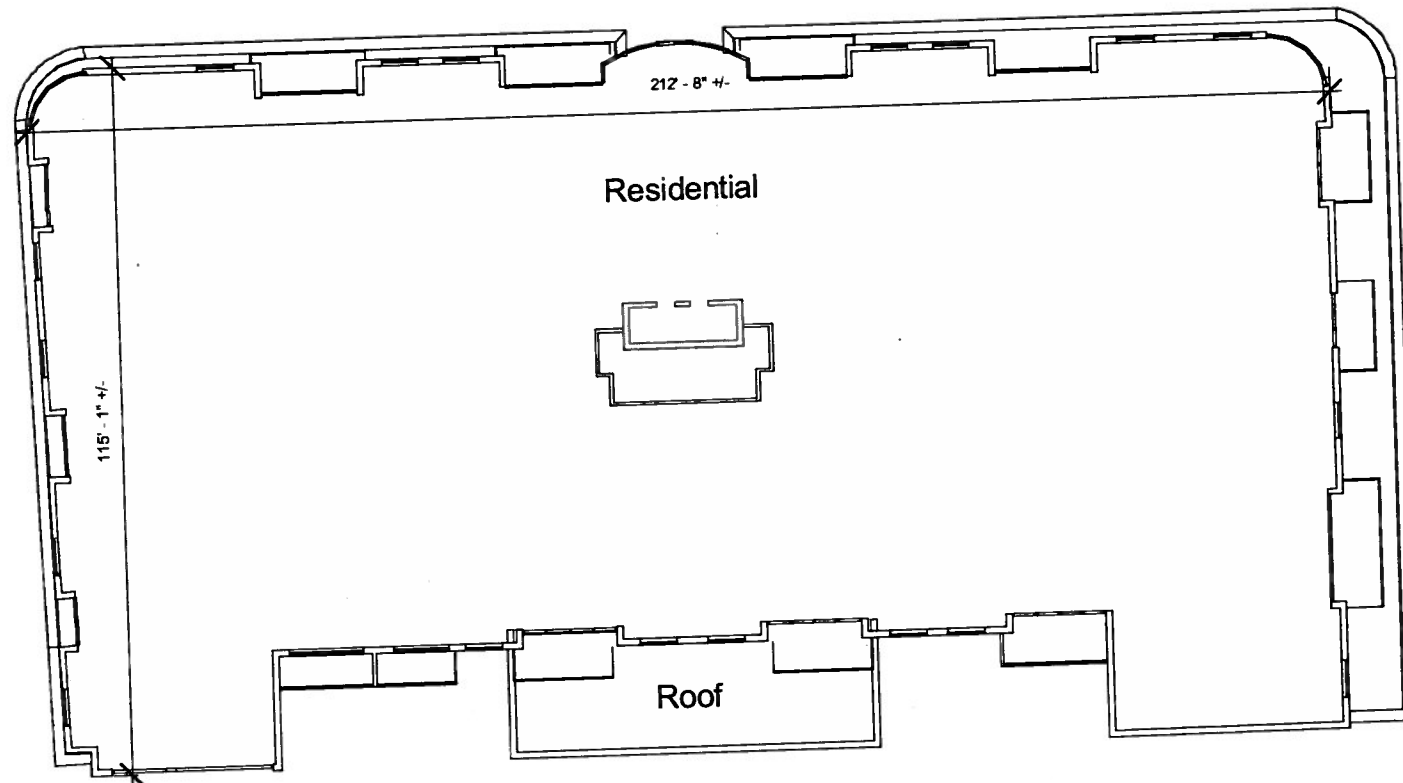 212' - 8" +/-
Residential
115' - 1" +/-
Roof